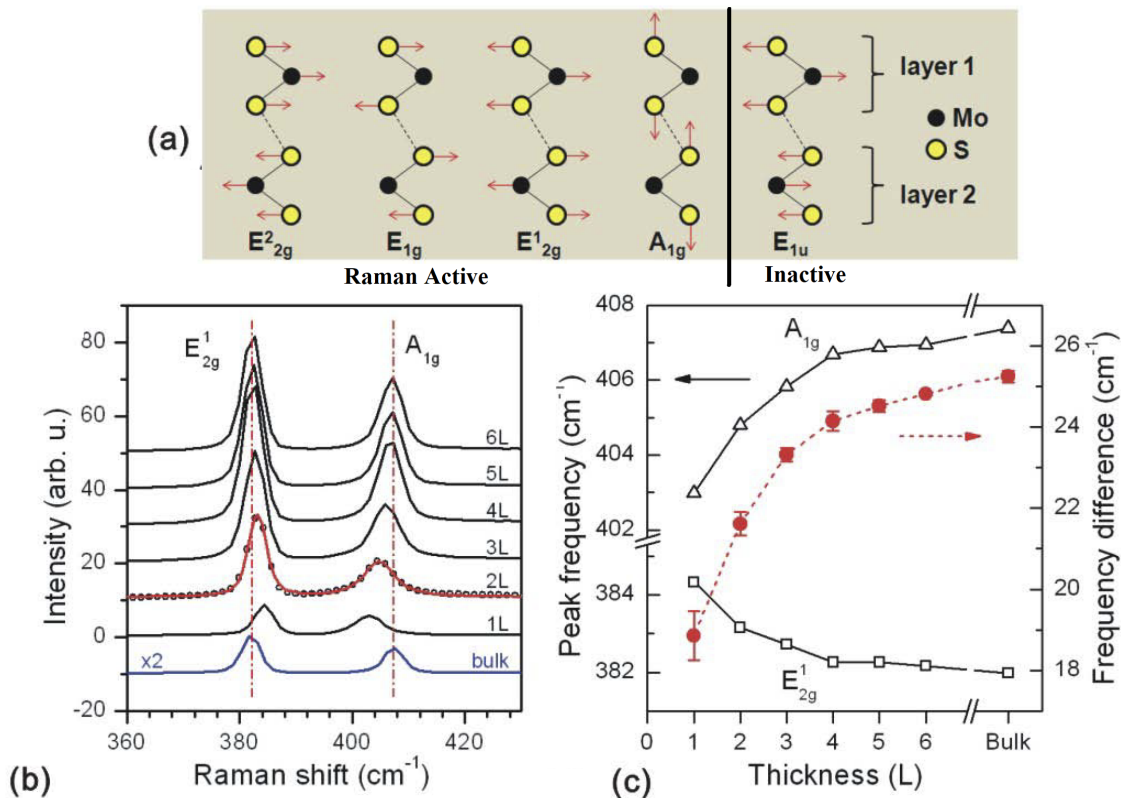 (a)
layer 1
Mo
S
layer 2
E²₂g E₁g E¹₂g A₁g E₁u
Raman Active Inactive
(b)
Intensity (arb. u.)
80
60
40
20
0
-20
E¹₂g A₁g
6L
5L
4L
3L
2L
1L
x2 bulk
360 380 400 420
Raman shift (cm⁻¹)
(c)
Peak frequency (cm⁻¹)
408
406
404
402
384
382
A₁g
E¹₂g
26
24
22
20
18
Frequency difference (cm⁻¹)
0 1 2 3 4 5 6 Bulk
Thickness (L)